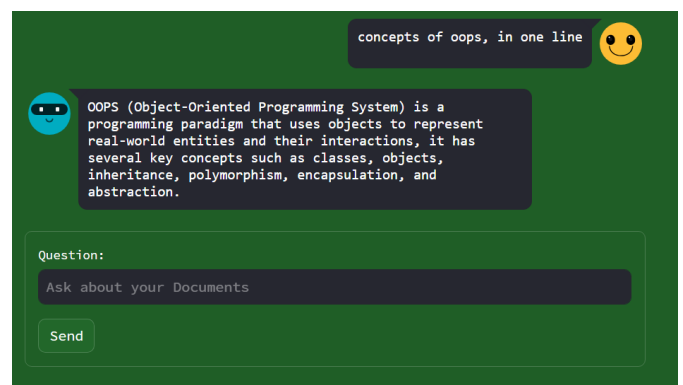 concepts of oops, in one line
OOPS (Object-Oriented Programming System) is a
programming paradigm that uses objects to represent
real-world entities and their interactions, it has
several key concepts such as classes, objects,
inheritance, polymorphism, encapsulation, and
abstraction.
Question:
Ask about your Documents
Send